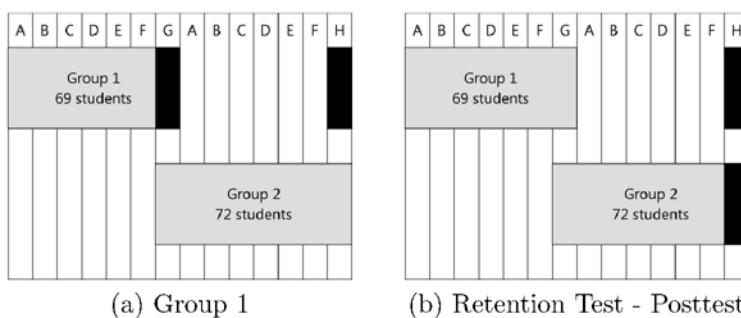 A B C D E F G A B C D E F H
Group 1
69 students
Group 2
72 students
(a) Group 1
A B C D E F G A B C D E F H
Group 1
69 students
Group 2
72 students
(b) Retention Test - Posttest